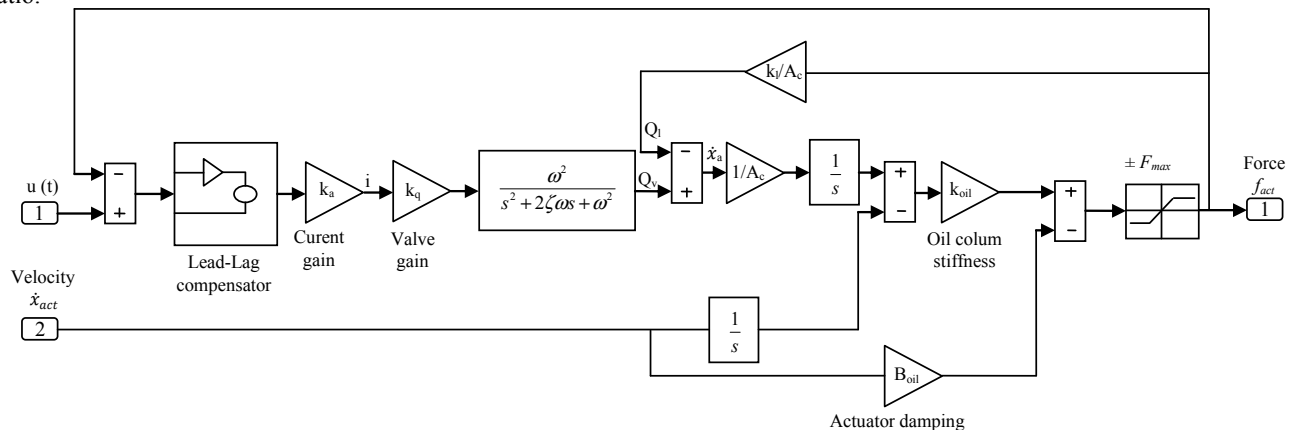 atio.
k_l/A_c
Q_l
ẋ_a
± F_max
Force
f_act
u (t)
-
+
k_a
i
k_q
ω²
s² + 2ζωs + ω²
Q_v
-
+
1/A_c
1
s
+
-
k_oil
+
-
1
1
Curent
gain
Valve
gain
Oil colum
stiffness
Lead-Lag
compensator
Velocity
ẋ_act
2
1
s
B_oil
Actuator damping